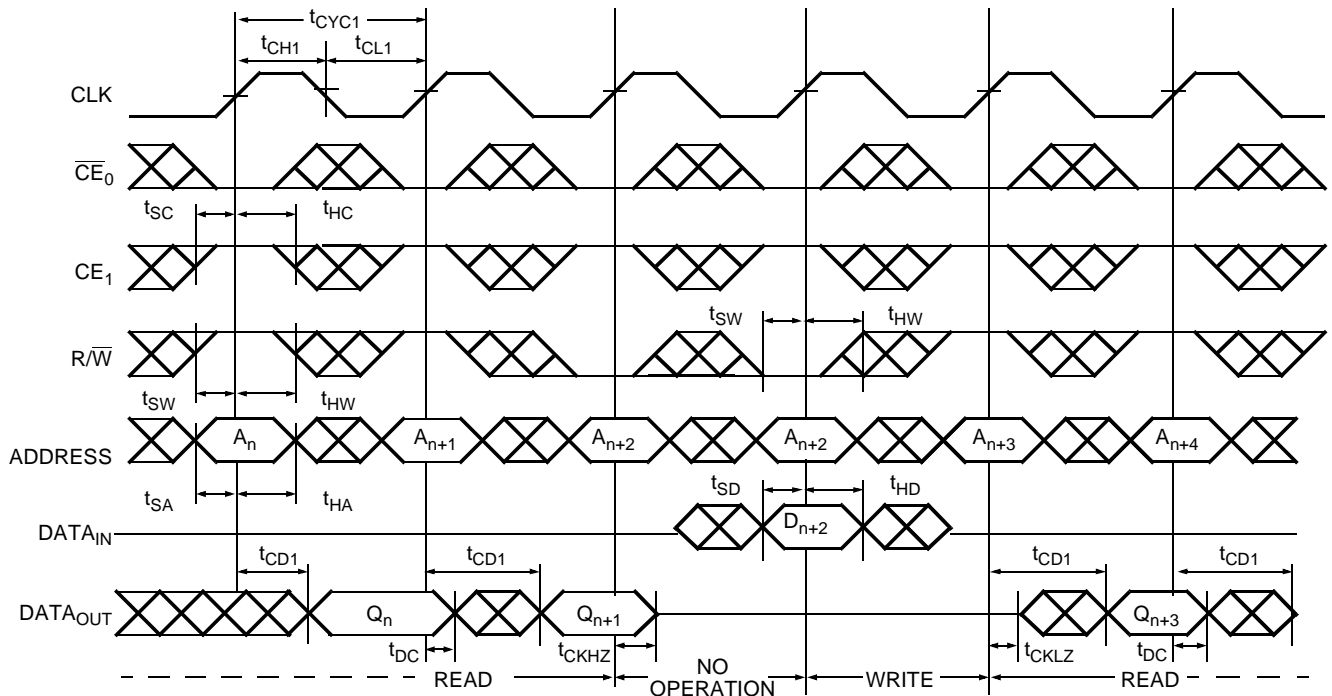 tCYC1
tCH1 tCL1
CLK
CE0
tSC tHC
CE1
tSW tHW
R/W
tSW tHW
An An+1 An+2 An+2 An+3 An+4
ADDRESS
tSA tHA tSD tHD
DATAIN Dn+2
tCD1 tCD1 tCD1 tCD1
DATAOUT Qn Qn+1 Qn+3
tDC tCKHZ tCKLZ tDC
READ NO OPERATION WRITE READ